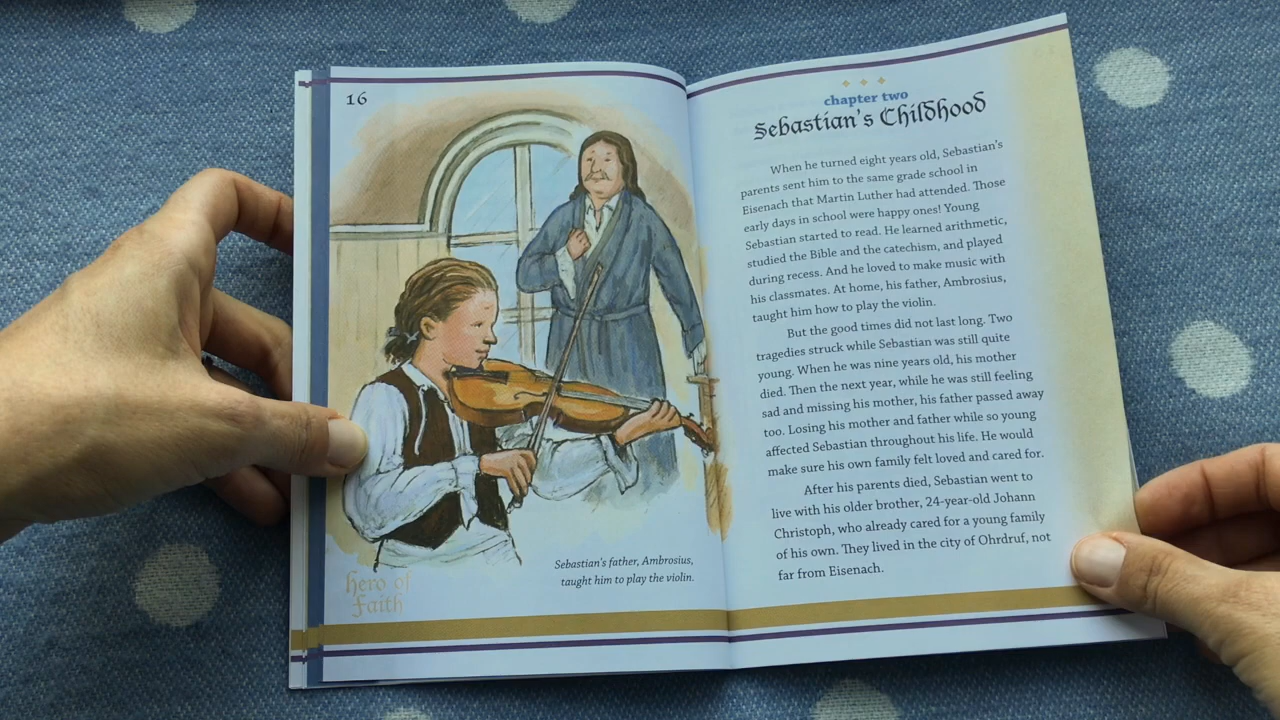 16
Sebastian's father, Ambrosius,
taught him to play the violin.
hero of
Faith
chapter two
Sebastian's Childhood
When he turned eight years old, Sebastian's
parents sent him to the same grade school in
Eisenach that Martin Luther had attended. Those
early days in school were happy ones! Young
Sebastian started to read. He learned arithmetic,
studied the Bible and the catechism, and played
during recess. And he loved to make music with
his classmates. At home, his father, Ambrosius,
taught him how to play the violin.
But the good times did not last long. Two
tragedies struck while Sebastian was still quite
young. When he was nine years old, his mother
died. Then the next year, while he was still feeling
sad and missing his mother, his father passed away
too. Losing his mother and father while so young
affected Sebastian throughout his life. He would
make sure his own family felt loved and cared for.
After his parents died, Sebastian went to
live with his older brother, 24-year-old Johann
Christoph, who already cared for a young family
of his own. They lived in the city of Ohrdruf, not
far from Eisenach.